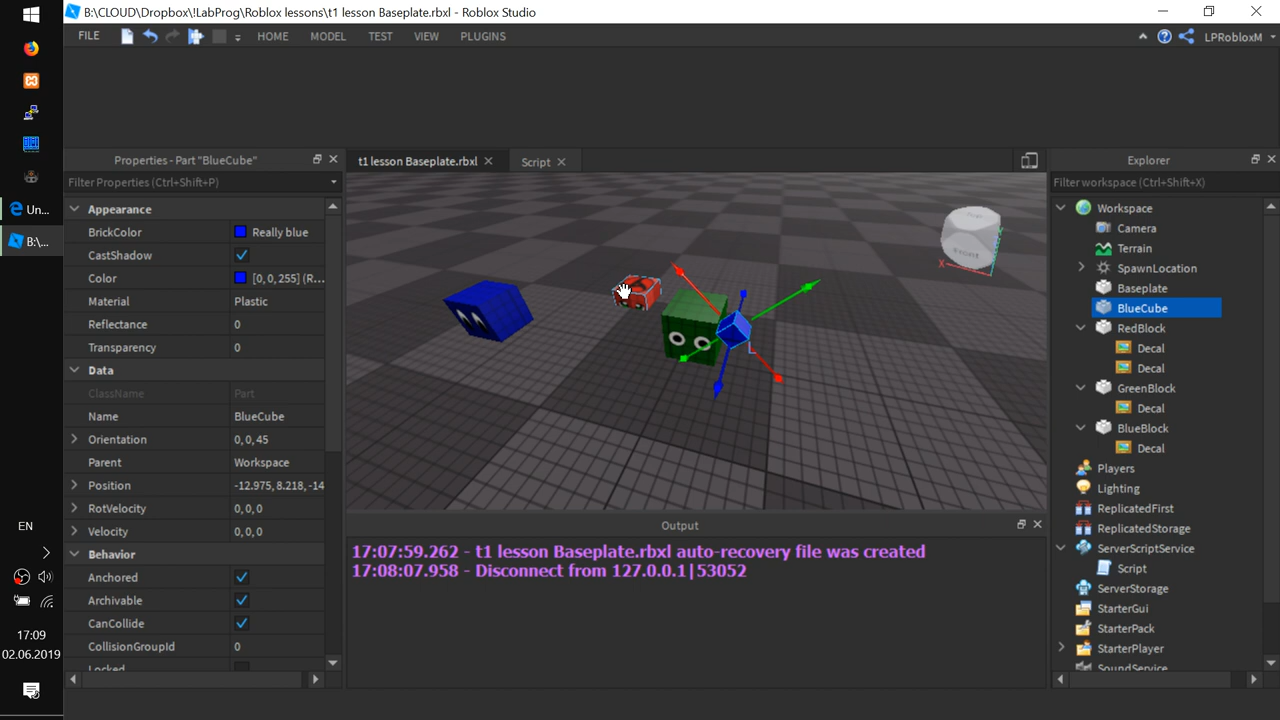 B:\CLOUD\Dropbox\!LabProg\Roblox lessons\t1 lesson Baseplate.rbxl - Roblox Studio
FILE HOME MODEL TEST VIEW PLUGINS LPRobloxM
Properties - Part "BlueCube"
Filter Properties (Ctrl+Shift+P)
Appearance
BrickColor Really blue
CastShadow
Color [0, 0, 255] (R...
Material Plastic
Reflectance 0
Transparency 0
Data
ClassName Part
Name BlueCube
Orientation 0, 0, 45
Parent Workspace
Position -12.975, 8.218, -14
RotVelocity 0, 0, 0
Velocity 0, 0, 0
Behavior
Anchored
Archivable
CanCollide
CollisionGroupId 0
Locked
t1 lesson Baseplate.rbxl
Script
FRONT
X
Y
Output
17:07:59.262 - t1 lesson Baseplate.rbxl auto-recovery file was created
17:08:07.958 - Disconnect from 127.0.0.1|53052
Explorer
Filter workspace (Ctrl+Shift+X)
Workspace
Camera
Terrain
SpawnLocation
Baseplate
BlueCube
RedBlock
Decal
Decal
GreenBlock
Decal
BlueBlock
Decal
Players
Lighting
ReplicatedFirst
ReplicatedStorage
ServerScriptService
Script
ServerStorage
StarterGui
StarterPack
StarterPlayer
SoundService
Un...
B:\...
EN
17:09
02.06.2019